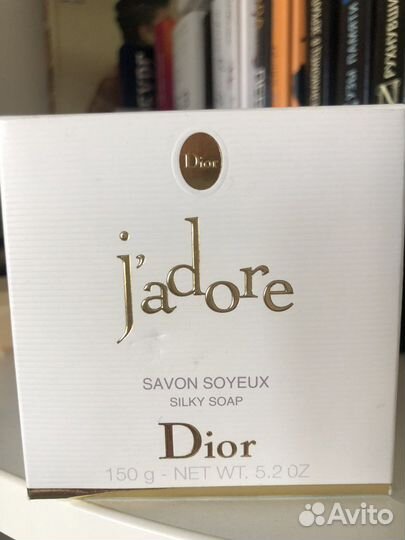 Dior
j'adore
SAVON SOYEUX
SILKY SOAP
Dior
150 g - NET WT. 5.2 OZ
Avito